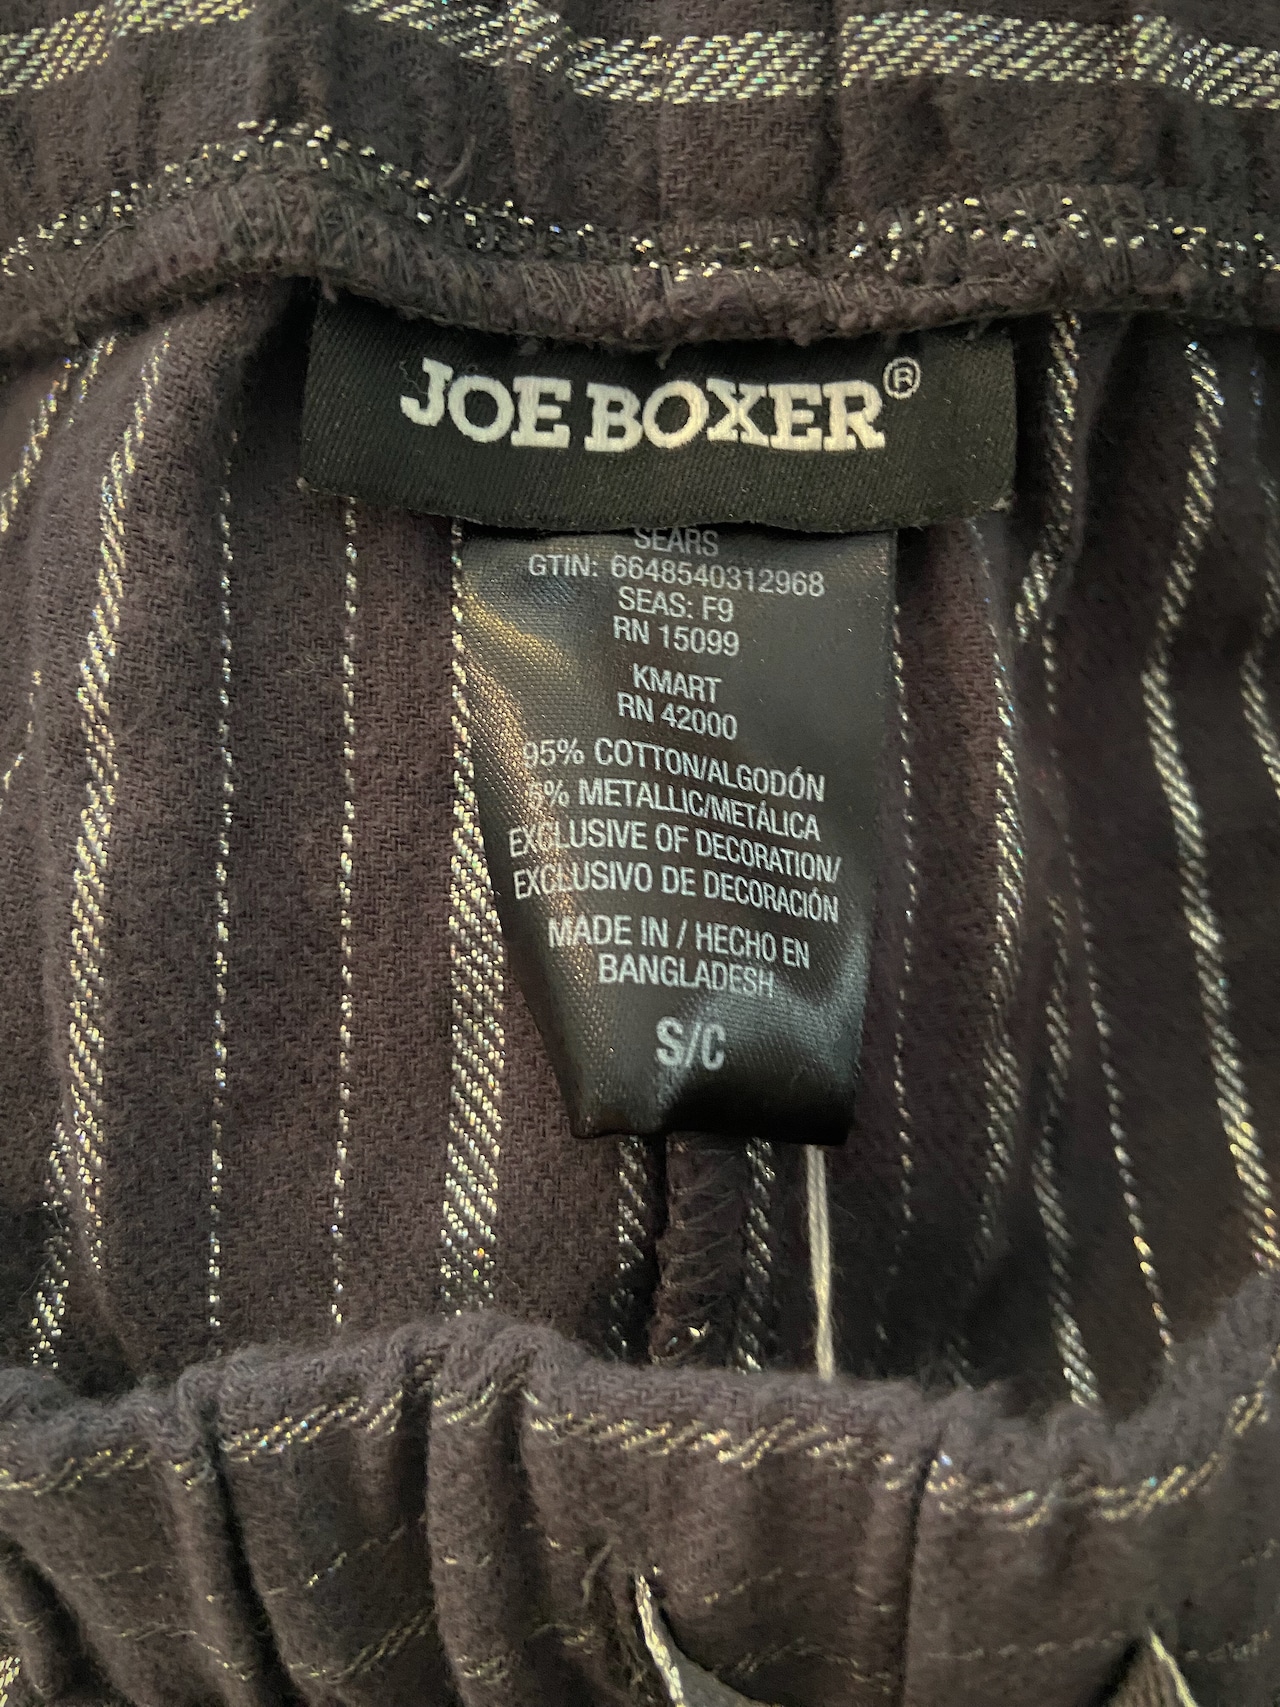 JOE BOXER®
SEARS
GTIN: 6648540312968
SEAS: F9
RN 15099
KMART
RN 42000
95% COTTON/ALGODÓN
5% METALLIC/METÁLICA
EXCLUSIVE OF DECORATION/
EXCLUSIVO DE DECORACIÓN
MADE IN / HECHO EN
BANGLADESH
S/C